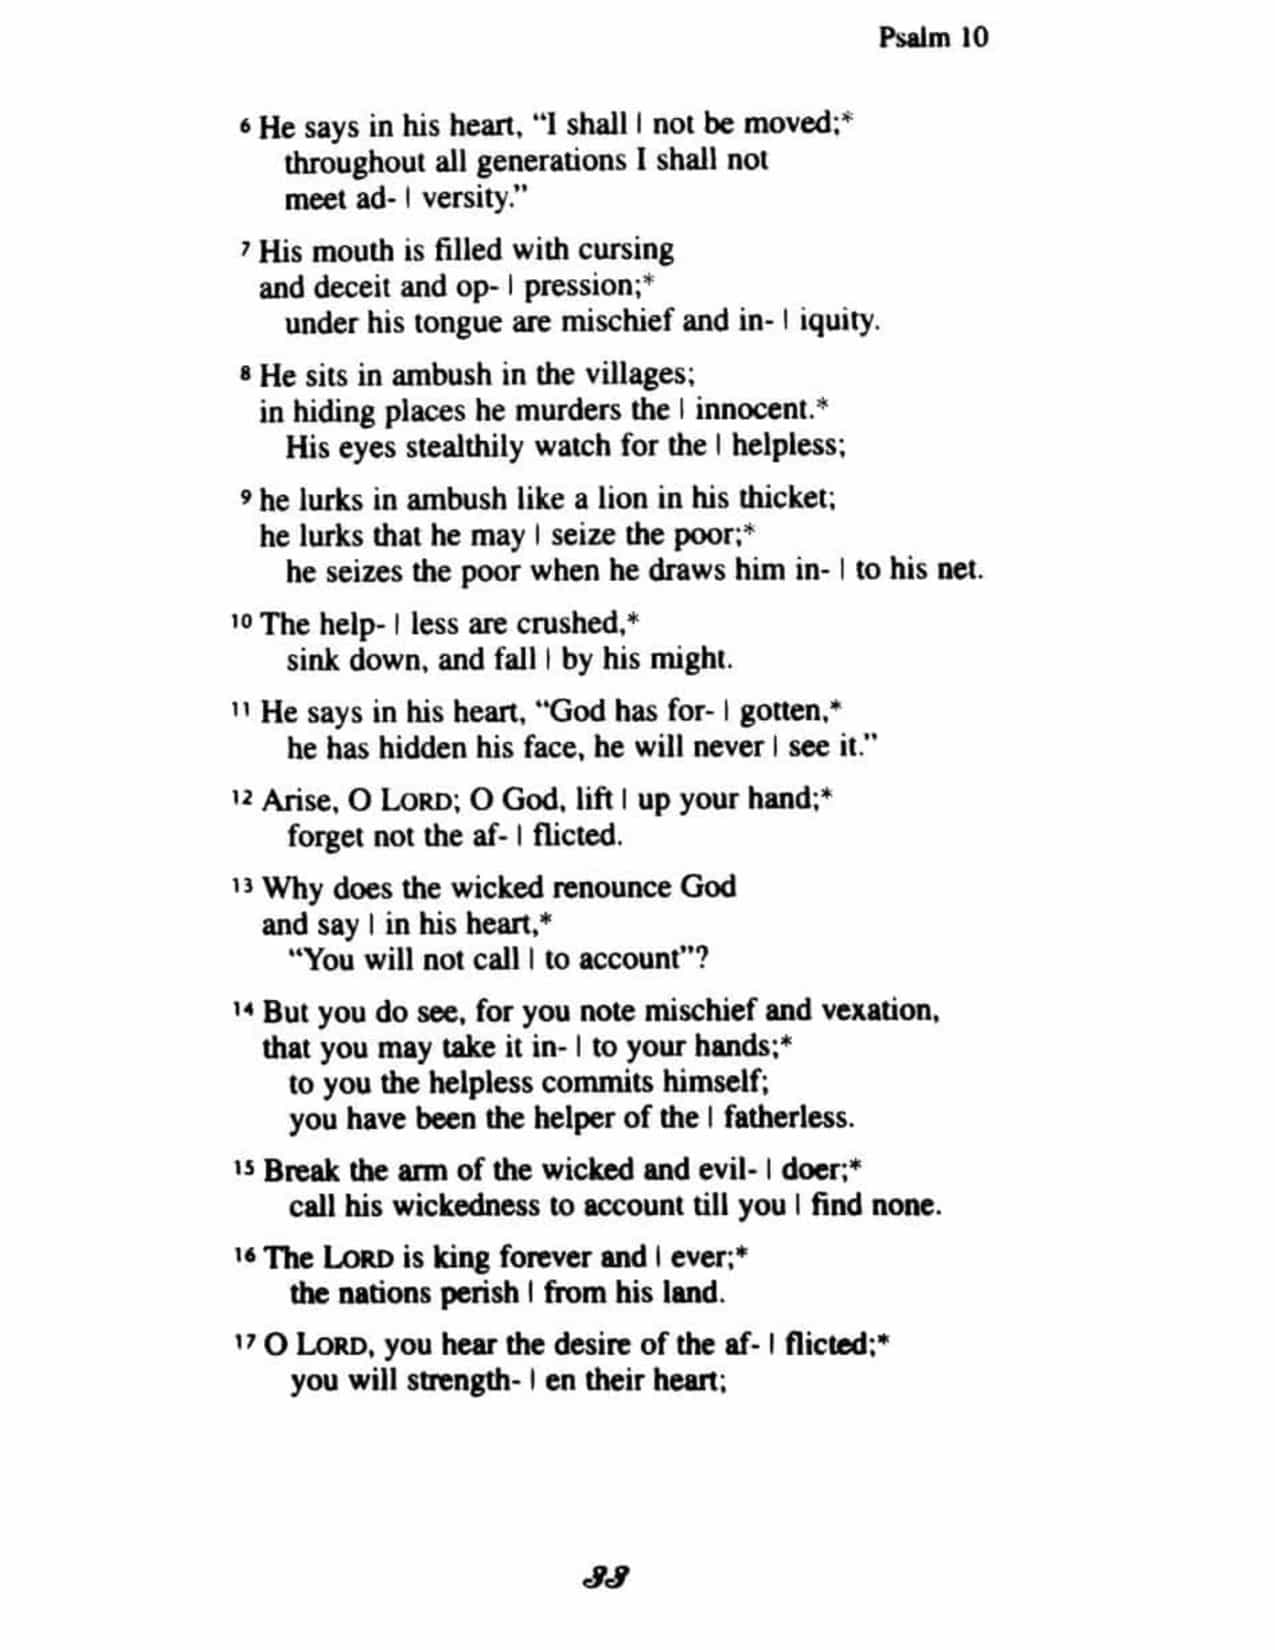 Psalm 10
6 He says in his heart, “I shall | not be moved;*
throughout all generations I shall not
meet ad- | versity.”
7 His mouth is filled with cursing
and deceit and op- | pression;*
under his tongue are mischief and in- | iquity.
8 He sits in ambush in the villages;
in hiding places he murders the | innocent.*
His eyes stealthily watch for the | helpless;
9 he lurks in ambush like a lion in his thicket;
he lurks that he may | seize the poor;*
he seizes the poor when he draws him in- | to his net.
10 The help- | less are crushed,*
sink down, and fall | by his might.
11 He says in his heart, “God has for- | gotten,*
he has hidden his face, he will never | see it.”
12 Arise, O LORD; O God, lift | up your hand;*
forget not the af- | flicted.
13 Why does the wicked renounce God
and say | in his heart,*
“You will not call | to account”?
14 But you do see, for you note mischief and vexation,
that you may take it in- | to your hands;*
to you the helpless commits himself;
you have been the helper of the | fatherless.
15 Break the arm of the wicked and evil- | doer;*
call his wickedness to account till you | find none.
16 The LORD is king forever and | ever;*
the nations perish | from his land.
17 O LORD, you hear the desire of the af- | flicted;*
you will strength- | en their heart;
33